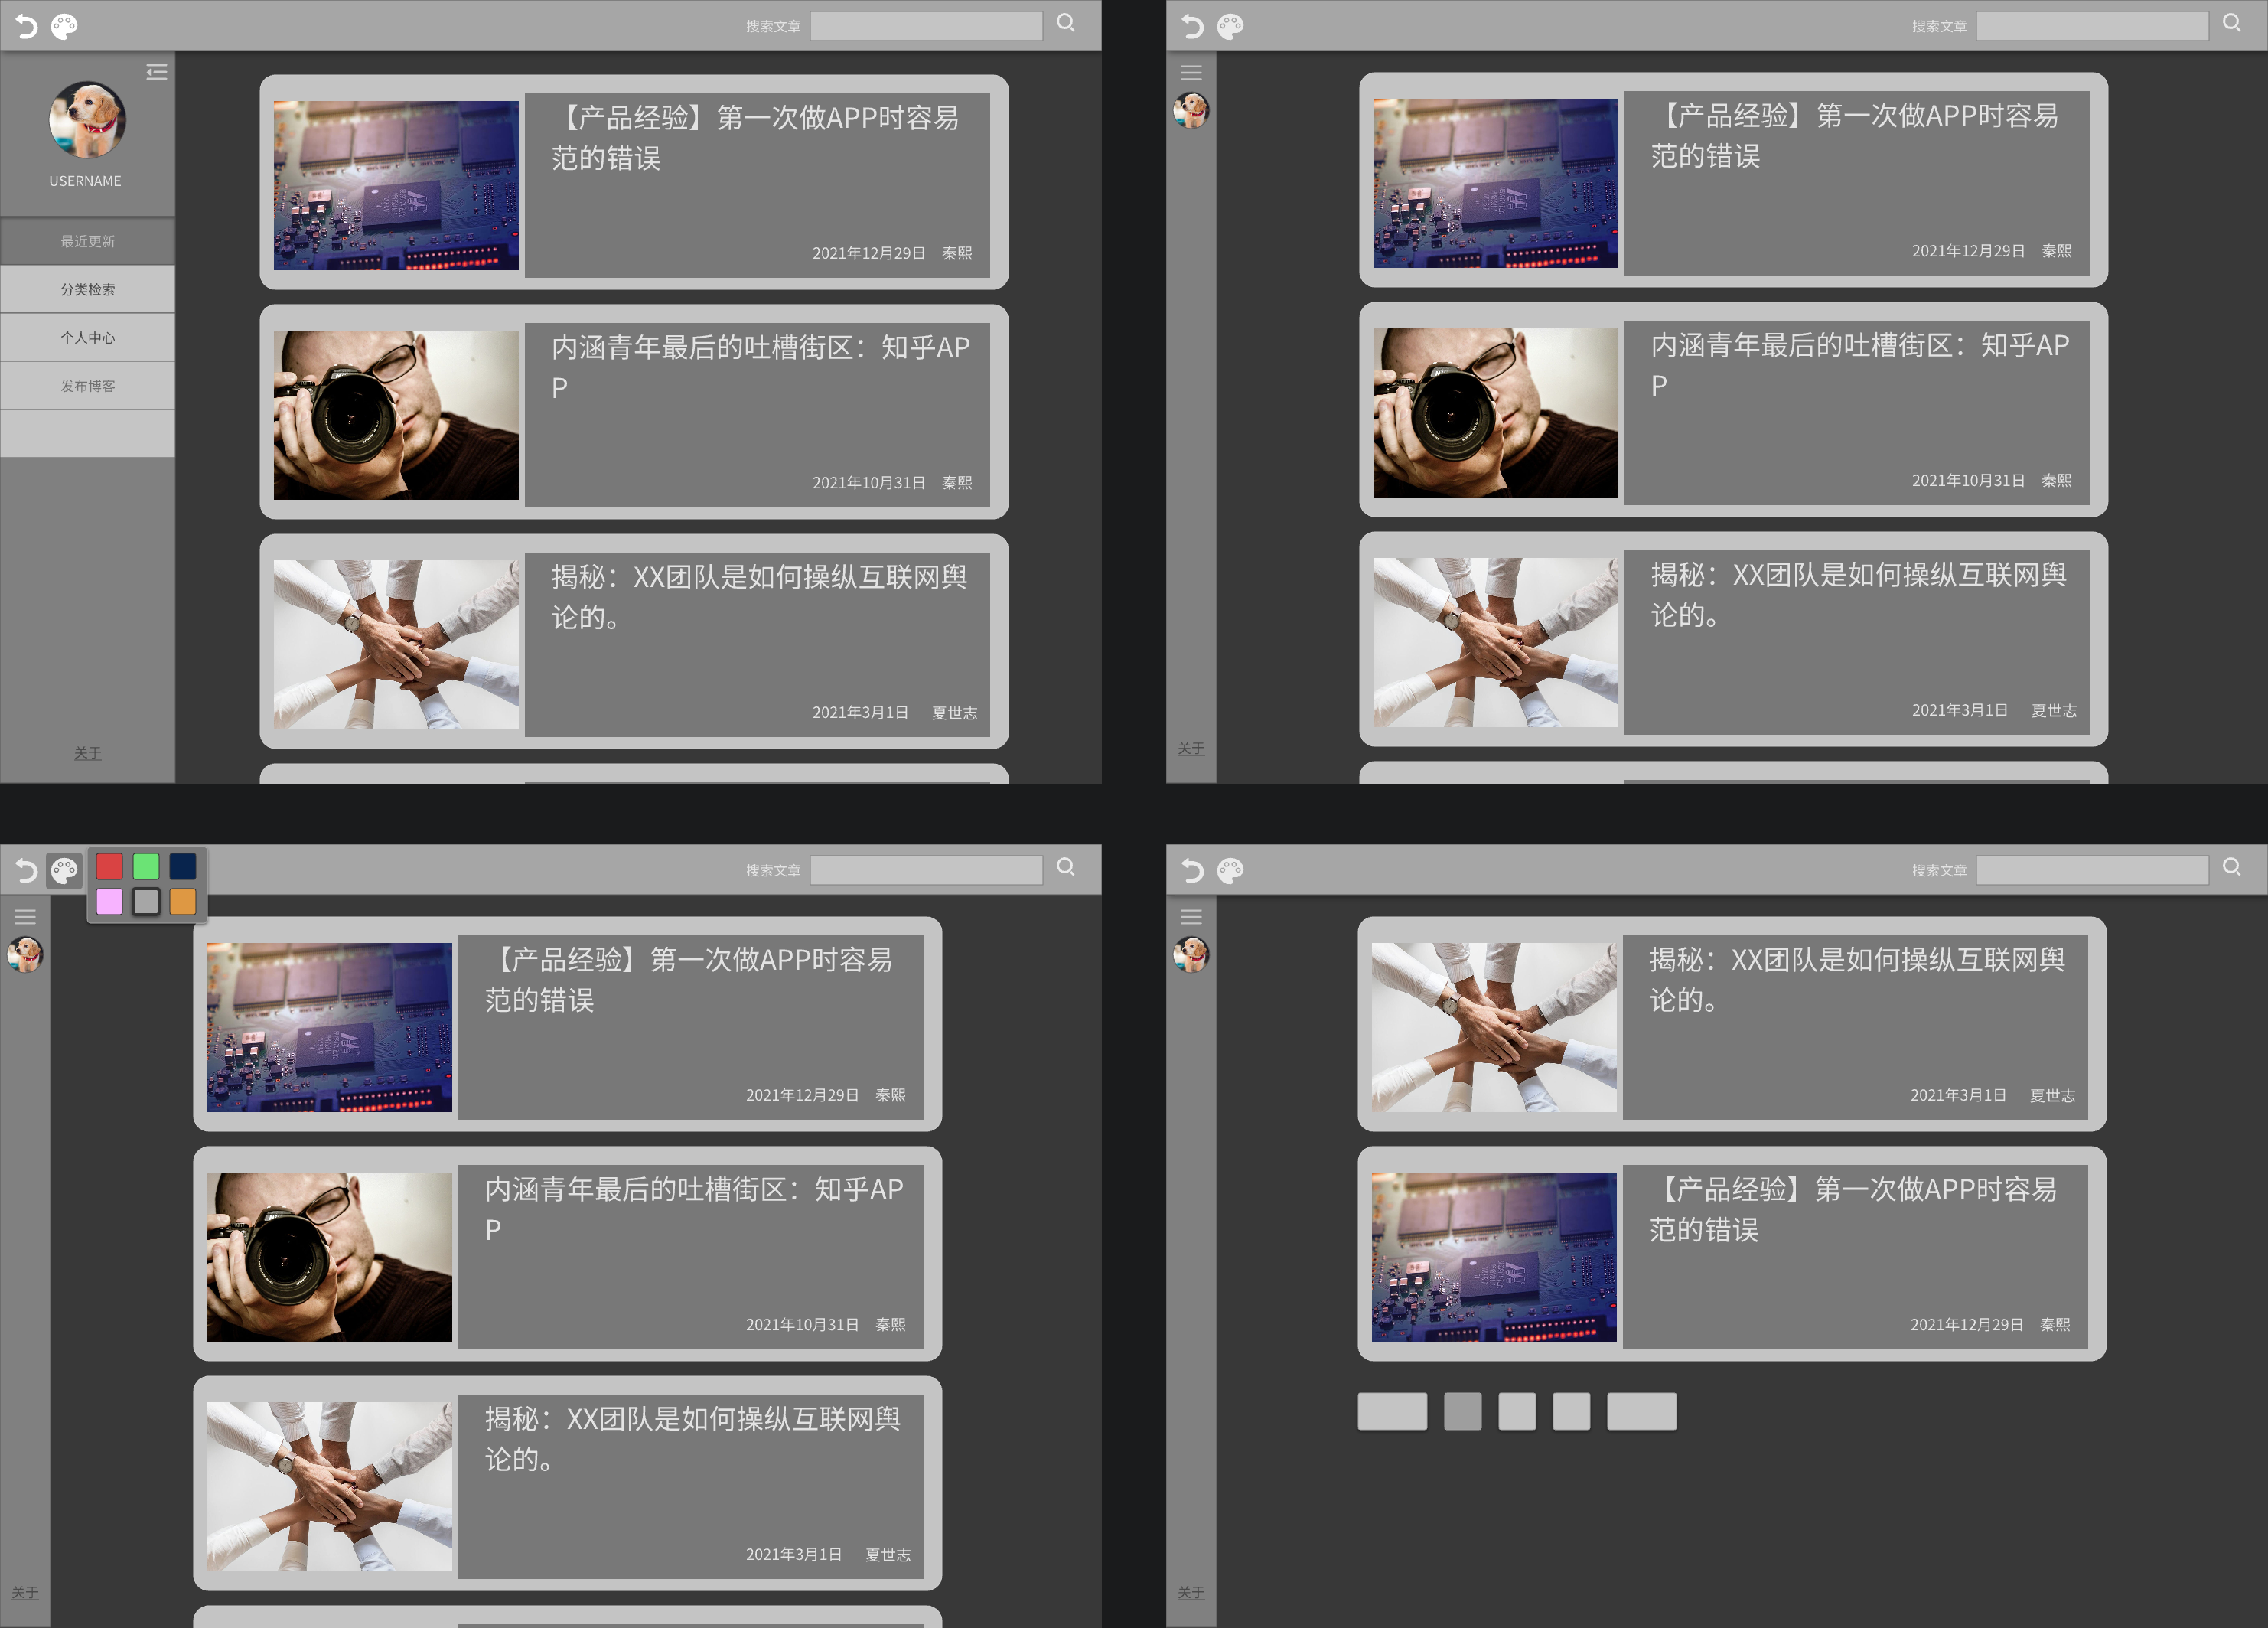 搜索文章
USERNAME
最近更新
分类检索
个人中心
发布博客
关于
【产品经验】第一次做APP时容易
范的错误
2021年12月29日 秦熙
内涵青年最后的吐槽街区：知乎AP
P
2021年10月31日 秦熙
揭秘：XX团队是如何操纵互联网舆
论的。
2021年3月1日 夏世志
搜索文章
关于
【产品经验】第一次做APP时容易
范的错误
2021年12月29日 秦熙
内涵青年最后的吐槽街区：知乎AP
P
2021年10月31日 秦熙
揭秘：XX团队是如何操纵互联网舆
论的。
2021年3月1日 夏世志
搜索文章
关于
【产品经验】第一次做APP时容易
范的错误
2021年12月29日 秦熙
内涵青年最后的吐槽街区：知乎AP
P
2021年10月31日 秦熙
揭秘：XX团队是如何操纵互联网舆
论的。
2021年3月1日 夏世志
搜索文章
关于
揭秘：XX团队是如何操纵互联网舆
论的。
2021年3月1日 夏世志
【产品经验】第一次做APP时容易
范的错误
2021年12月29日 秦熙